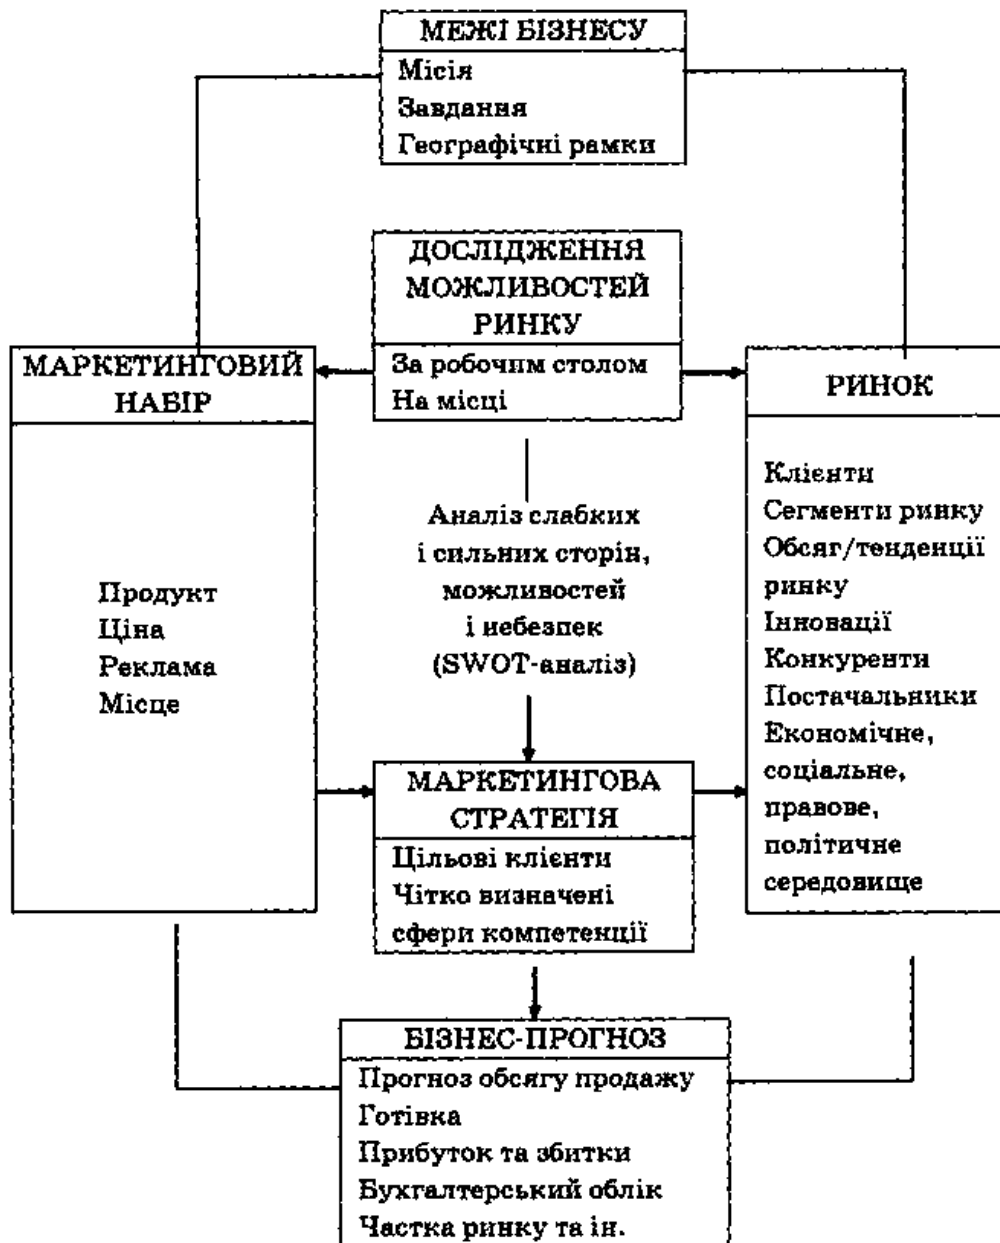 МЕЖІ БІЗНЕСУ
Місія
Завдання
Географічні рамки
ДОСЛІДЖЕННЯ
МОЖЛИВОСТЕЙ
РИНКУ
За робочим столом
На місці
МАРКЕТИНГОВИЙ
НАБІР
Продукт
Ціна
Реклама
Місце
Аналіз слабких
і сильних сторін,
можливостей
і небезпек
(SWOT-аналіз)
РИНОК
Клієнти
Сегменти ринку
Обсяг/тенденції
ринку
Інновації
Конкуренти
Постачальники
Економічне,
соціальне,
правове,
політичне
середовище
МАРКЕТИНГОВА
СТРАТЕГІЯ
Цільові клієнти
Чітко визначені
сфери компетенції
БІЗНЕС-ПРОГНОЗ
Прогноз обсягу продажу
Готівка
Прибуток та збитки
Бухгалтерський облік
Частка ринку та ін.